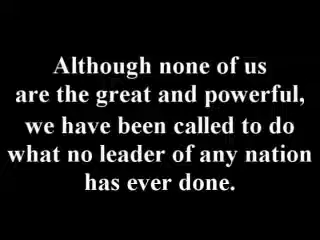 Although none of us
are the great and powerful,
we have been called to do
what no leader of any nation
has ever done.